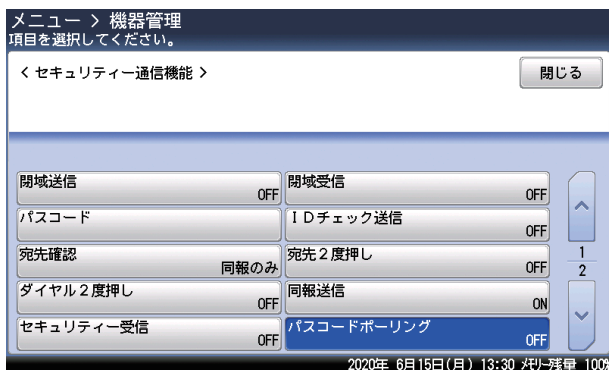 メニュー > 機器管理
項目を選択してください。
< セキュリティー通信機能 >
閉じる
閉域送信 OFF
閉域受信 OFF
パスコード
IDチェック送信 OFF
宛先確認 同報のみ
宛先2度押し OFF
ダイヤル2度押し OFF
同報送信 ON
セキュリティー受信 OFF
パスコードポーリング OFF
1
2
2020年 6月15日(月) 13:30 メモリー残量 100%